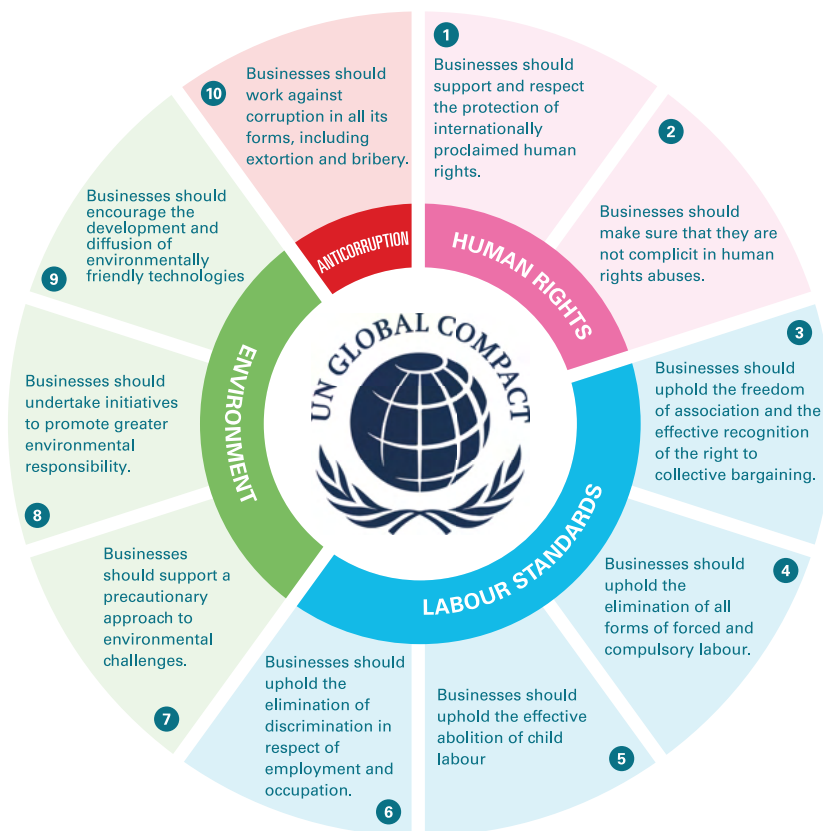 1
Businesses should
support and respect
the protection of
internationally
proclaimed human
rights.
2
Businesses should
make sure that they are
not complicit in human
rights abuses.
HUMAN RIGHTS
3
Businesses should
uphold the freedom
of association and the
effective recognition
of the right to
collective bargaining.
4
Businesses should
uphold the
elimination of all
forms of forced and
compulsory labour.
5
Businesses should
uphold the effective
abolition of child
labour
6
Businesses should
uphold the
elimination of
discrimination in
respect of
employment and
occupation.
LABOUR STANDARDS
7
Businesses
should support a
precautionary
approach to
environmental
challenges.
8
Businesses should
undertake initiatives
to promote greater
environmental
responsibility.
9
Businesses should
encourage the
development and
diffusion of
environmentally
friendly technologies
ENVIRONMENT
10
Businesses should
work against
corruption in all its
forms, including
extortion and bribery.
ANTICORRUPTION
UN GLOBAL COMPACT